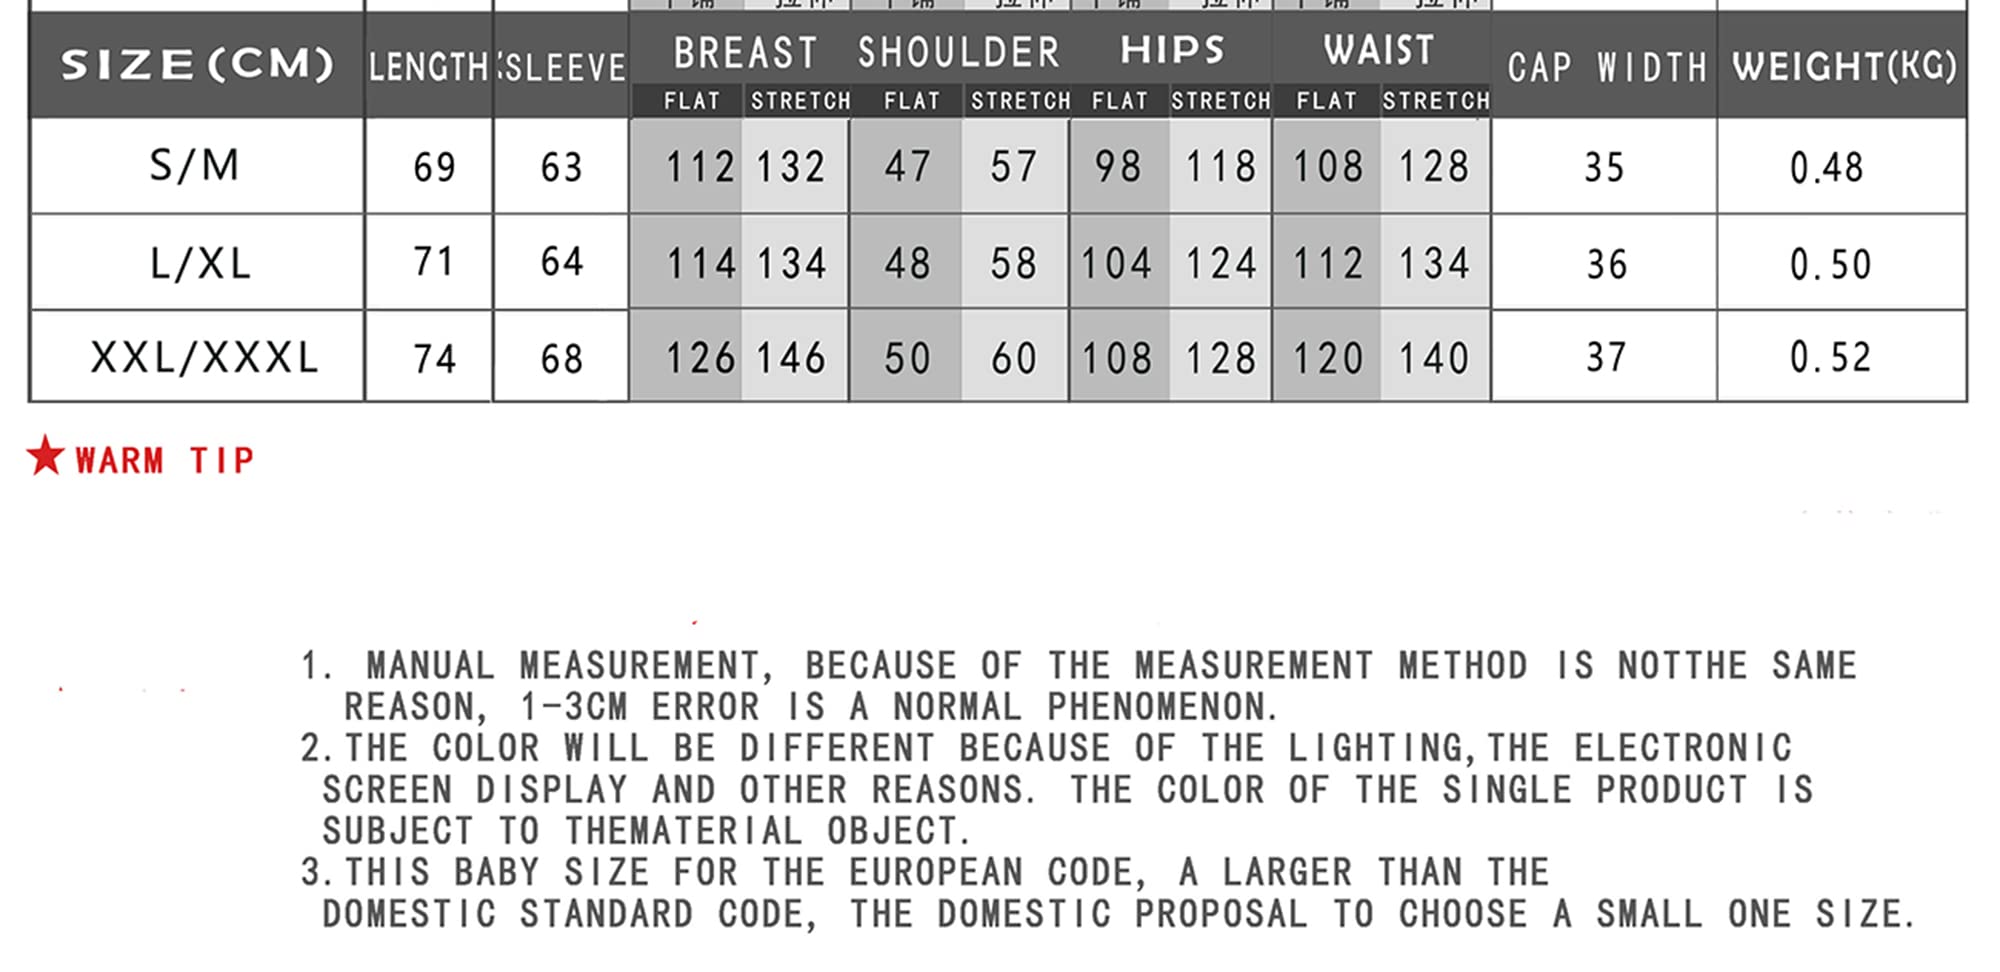 SIZE(CM) LENGTH SLEEVE BREAST SHOULDER HIPS WAIST CAP WIDTH WEIGHT(KG)
FLAT STRETCH FLAT STRETCH FLAT STRETCH FLAT STRETCH
S/M 69 63 112 132 47 57 98 118 108 128 35 0.48
L/XL 71 64 114 134 48 58 104 124 112 134 36 0.50
XXL/XXXL 74 68 126 146 50 60 108 128 120 140 37 0.52
★WARM TIP
1. MANUAL MEASUREMENT, BECAUSE OF THE MEASUREMENT METHOD IS NOTTHE SAME
REASON, 1-3CM ERROR IS A NORMAL PHENOMENON.
2.THE COLOR WILL BE DIFFERENT BECAUSE OF THE LIGHTING,THE ELECTRONIC
SCREEN DISPLAY AND OTHER REASONS. THE COLOR OF THE SINGLE PRODUCT IS
SUBJECT TO THEMATERIAL OBJECT.
3.THIS BABY SIZE FOR THE EUROPEAN CODE, A LARGER THAN THE
DOMESTIC STANDARD CODE, THE DOMESTIC PROPOSAL TO CHOOSE A SMALL ONE SIZE.